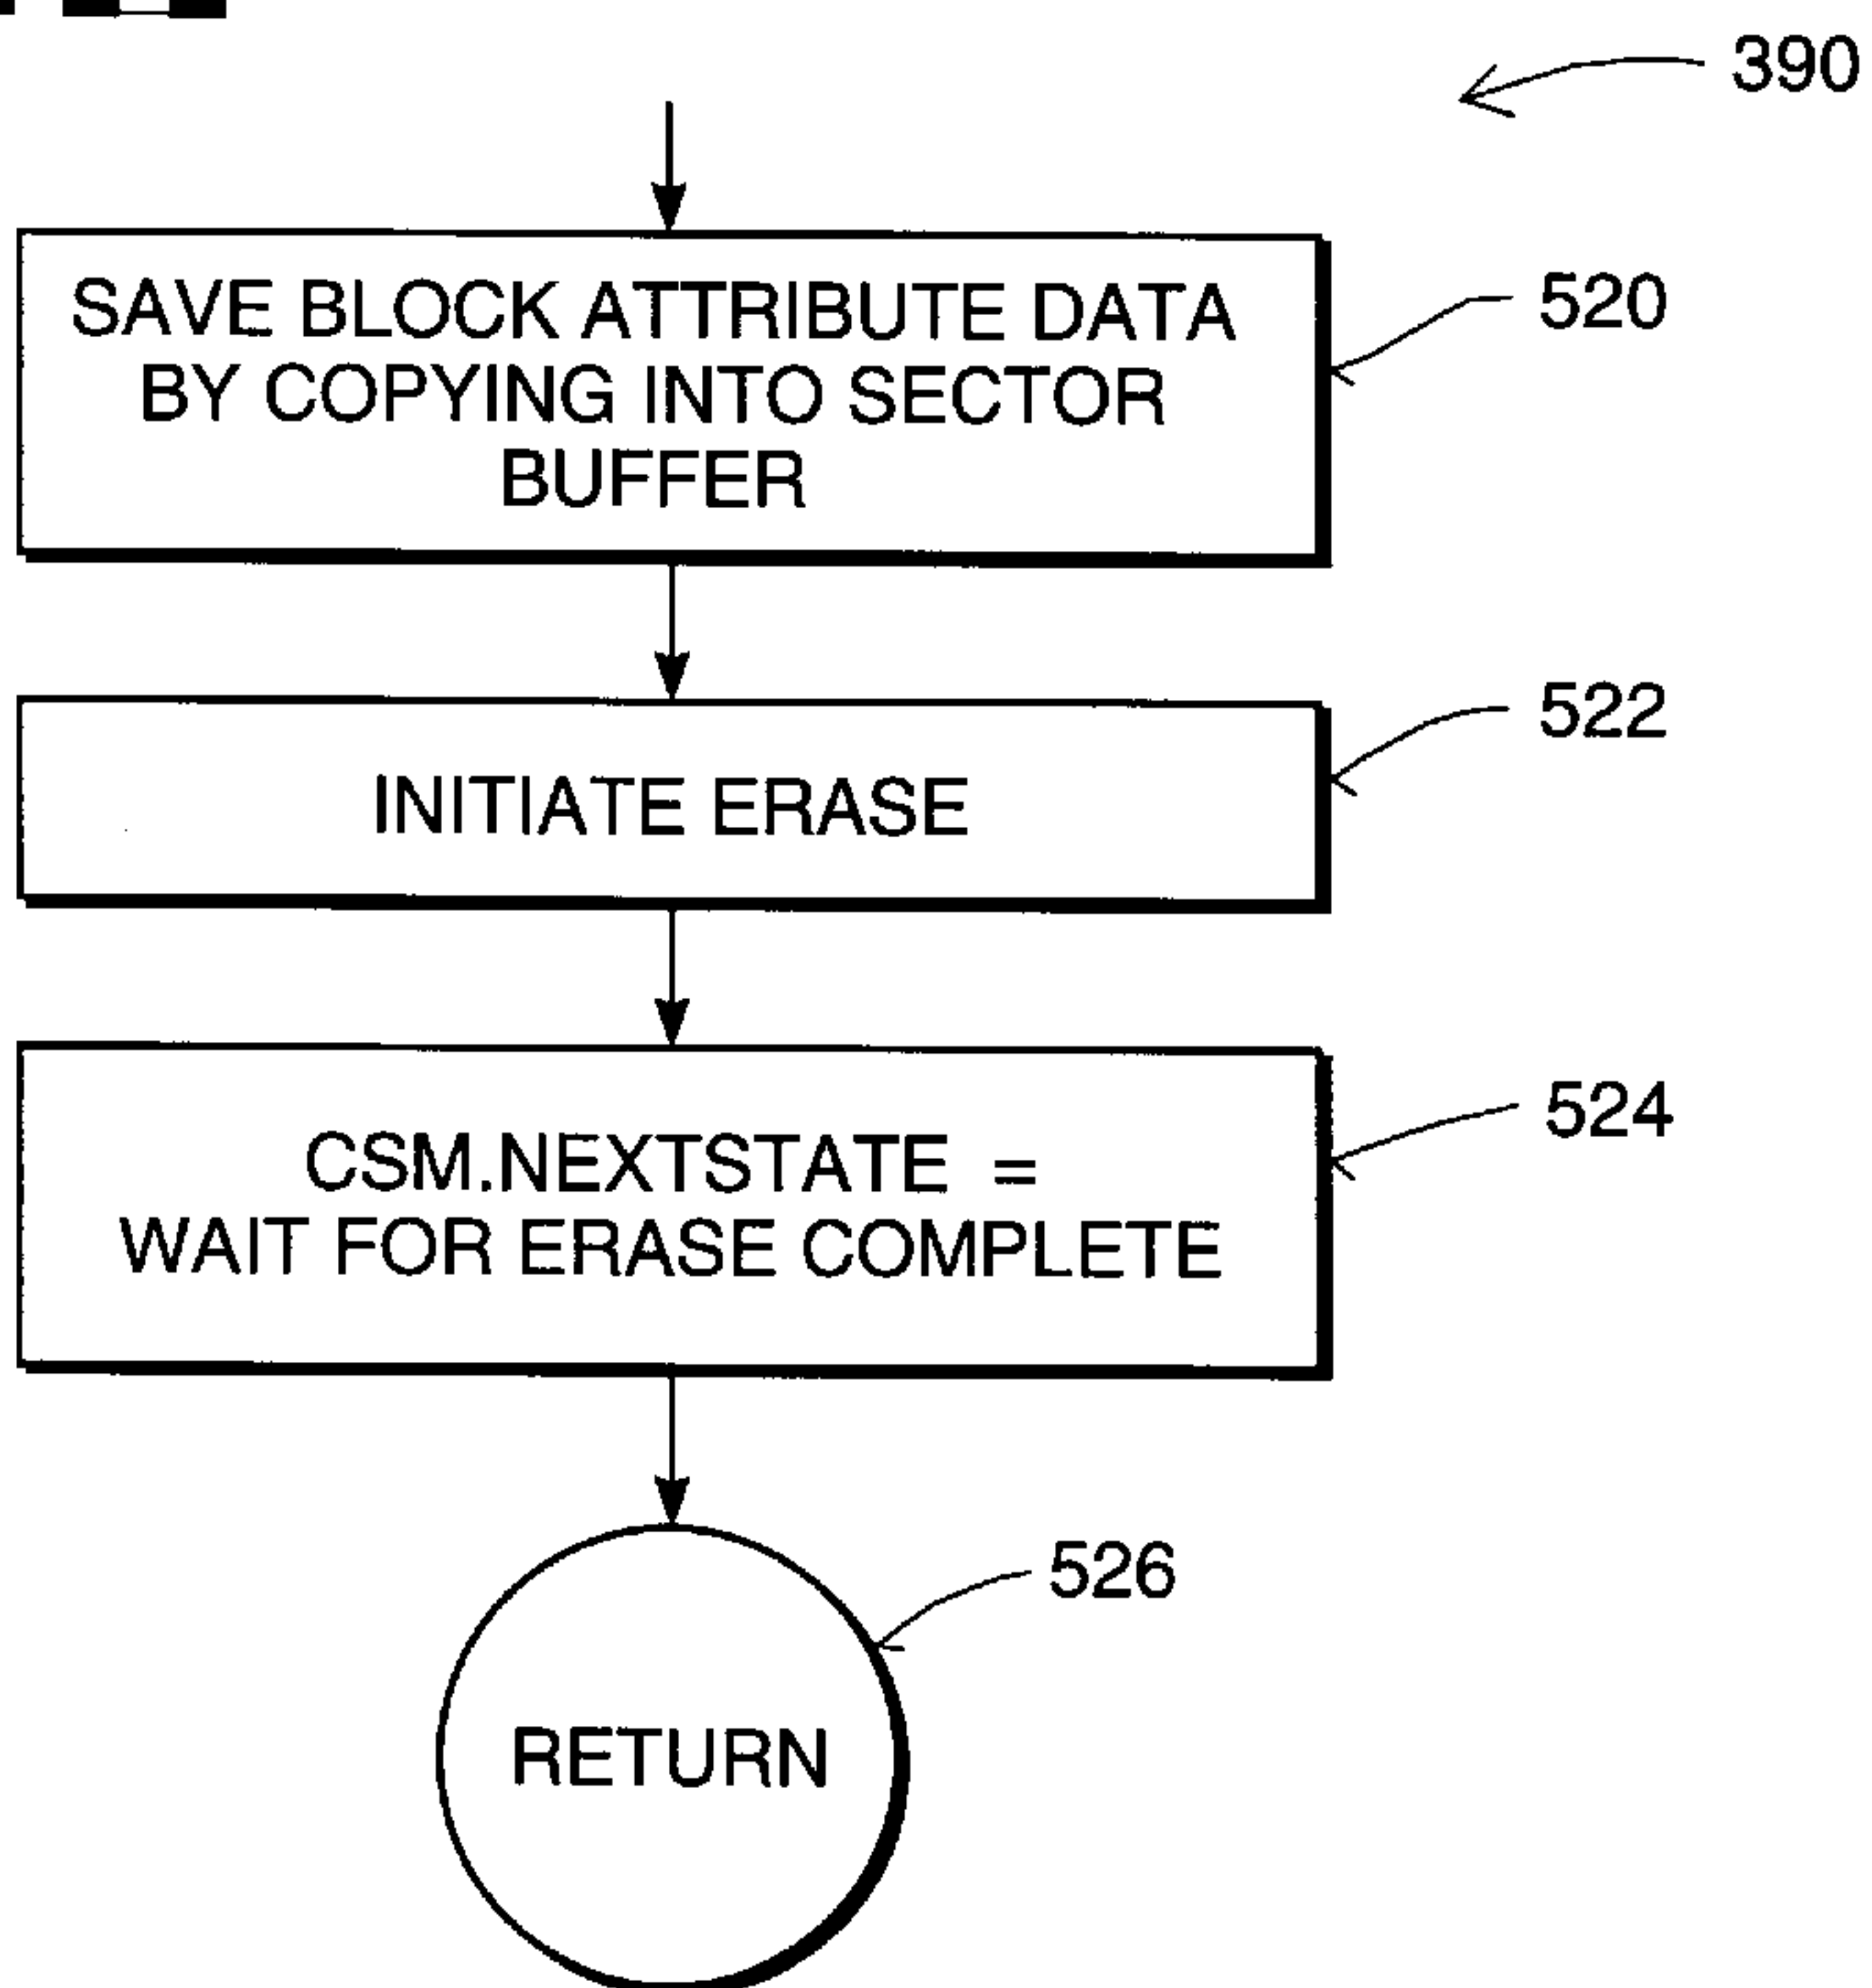 390
SAVE BLOCK ATTRIBUTE DATA
BY COPYING INTO SECTOR
BUFFER
520
INITIATE ERASE
522
CSM.NEXTSTATE =
WAIT FOR ERASE COMPLETE
524
526
RETURN